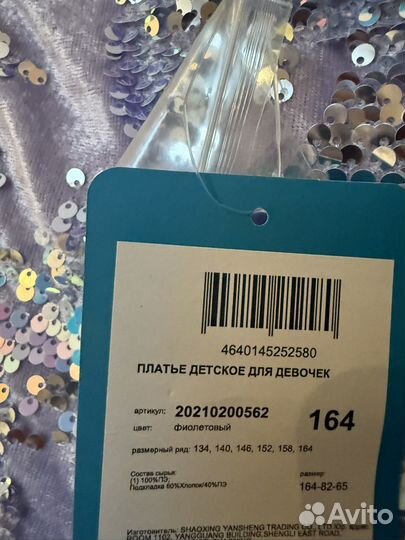 4640145252580
ПЛАТЬЕ ДЕТСКОЕ ДЛЯ ДЕВОЧЕК
артикул: 20210200562
цвет: фиолетовый
164
размерный ряд: 134, 140, 146, 152, 158, 164
Состав сырья: размер:
(1) 100%ПЭ;
Подкладка 60%Хлопок/40%ПЭ 164-82-65
Изготовитель: SHAOXING YANSHENG TRADING CO., LTD
ROOM 1102, YANGGUANG BUILDING, SHENGLI EAST ROAD,
Avito